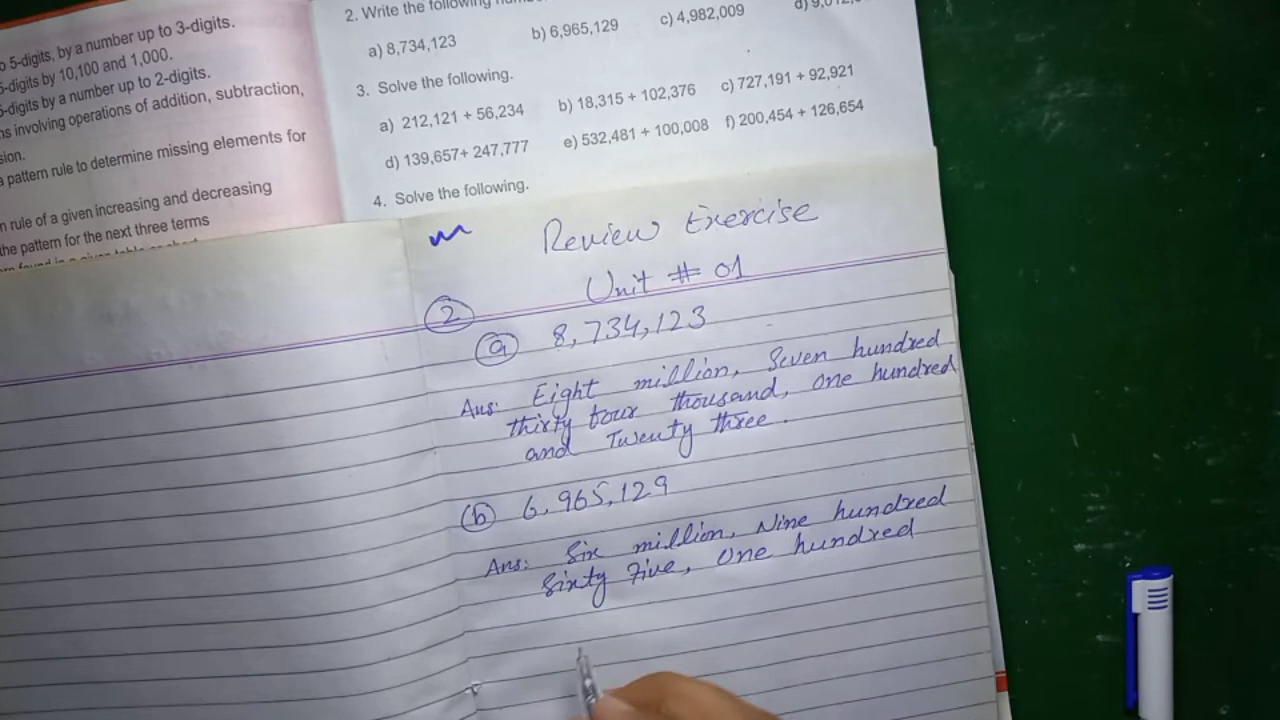 o 5-digits, by a number up to 3-digits.
5-digits by 10,100 and 1,000.
5-digits by a number up to 2-digits.
ns involving operations of addition, subtraction,
sion.
a pattern rule to determine missing elements for
n rule of a given increasing and decreasing
the pattern for the next three terms
2. Write the following
a) 8,734,123 b) 6,965,129 c) 4,982,009
3. Solve the following.
a) 212,121 + 56,234 b) 18,315 + 102,376 c) 727,191 + 92,921
d) 139,657+ 247,777 e) 532,481 + 100,008 f) 200,454 + 126,654
4. Solve the following.
Review Exercise
Unit # 01
2
a 8,734,123
Ans: Eight million, Seven hundred
thirty four thousand, one hundred
and Twenty three.
b 6,965,129
Ans: Six million, Nine hundred
Sixty Five, one hundred